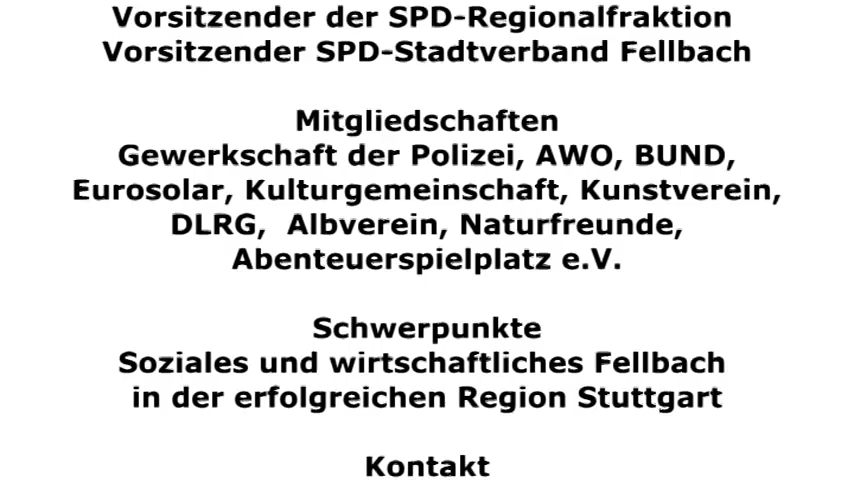 Vorsitzender der SPD-Regionalfraktion
Vorsitzender SPD-Stadtverband Fellbach
Mitgliedschaften
Gewerkschaft der Polizei, AWO, BUND,
Eurosolar, Kulturgemeinschaft, Kunstverein,
DLRG, Albverein, Naturfreunde,
Abenteuerspielplatz e.V.
Schwerpunkte
Soziales und wirtschaftliches Fellbach
in der erfolgreichen Region Stuttgart
Kontakt